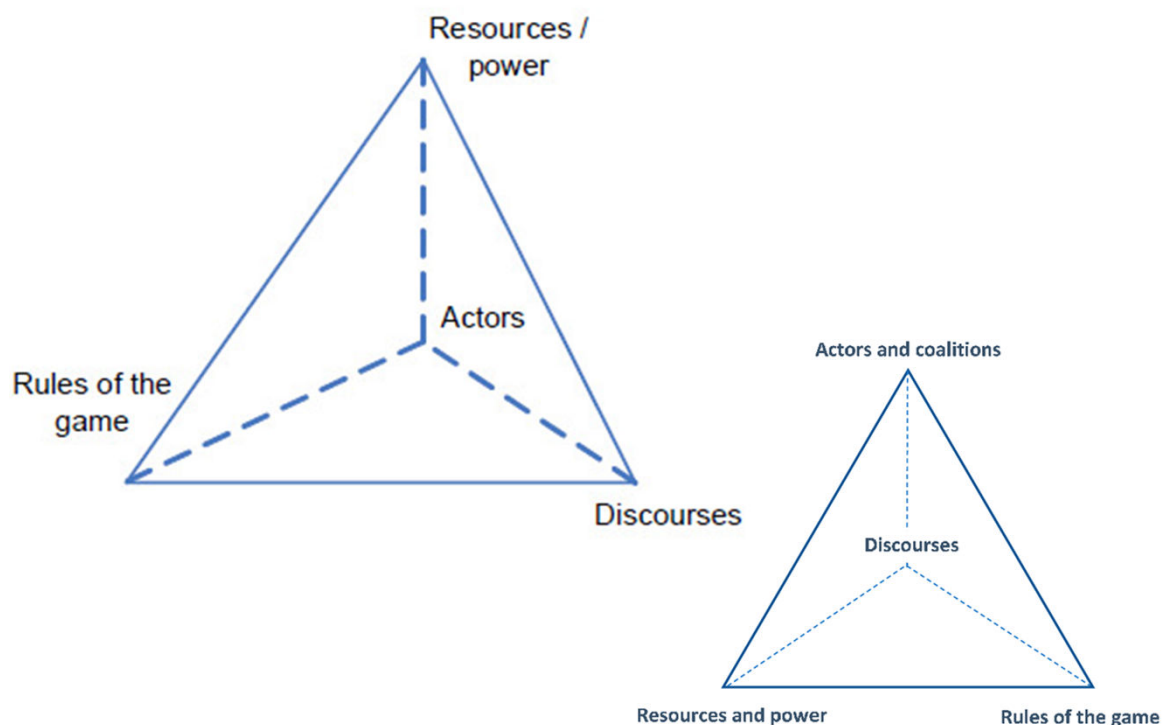 Resources /
power
Actors
Rules of the
game
Discourses
Actors and coalitions
Discourses
Resources and power
Rules of the game